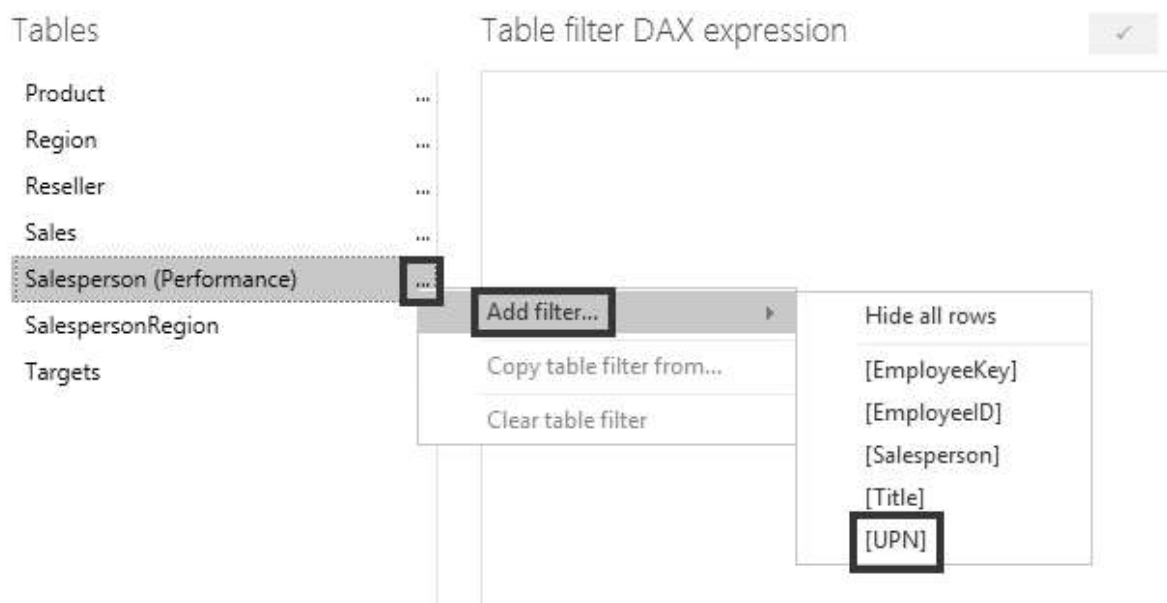 Tables
Table filter DAX expression
Product ...
Region ...
Reseller ...
Sales ...
Salesperson (Performance) ...
SalespersonRegion
Targets
Add filter...
Copy table filter from...
Clear table filter
Hide all rows
[EmployeeKey]
[EmployeeID]
[Salesperson]
[Title]
[UPN]